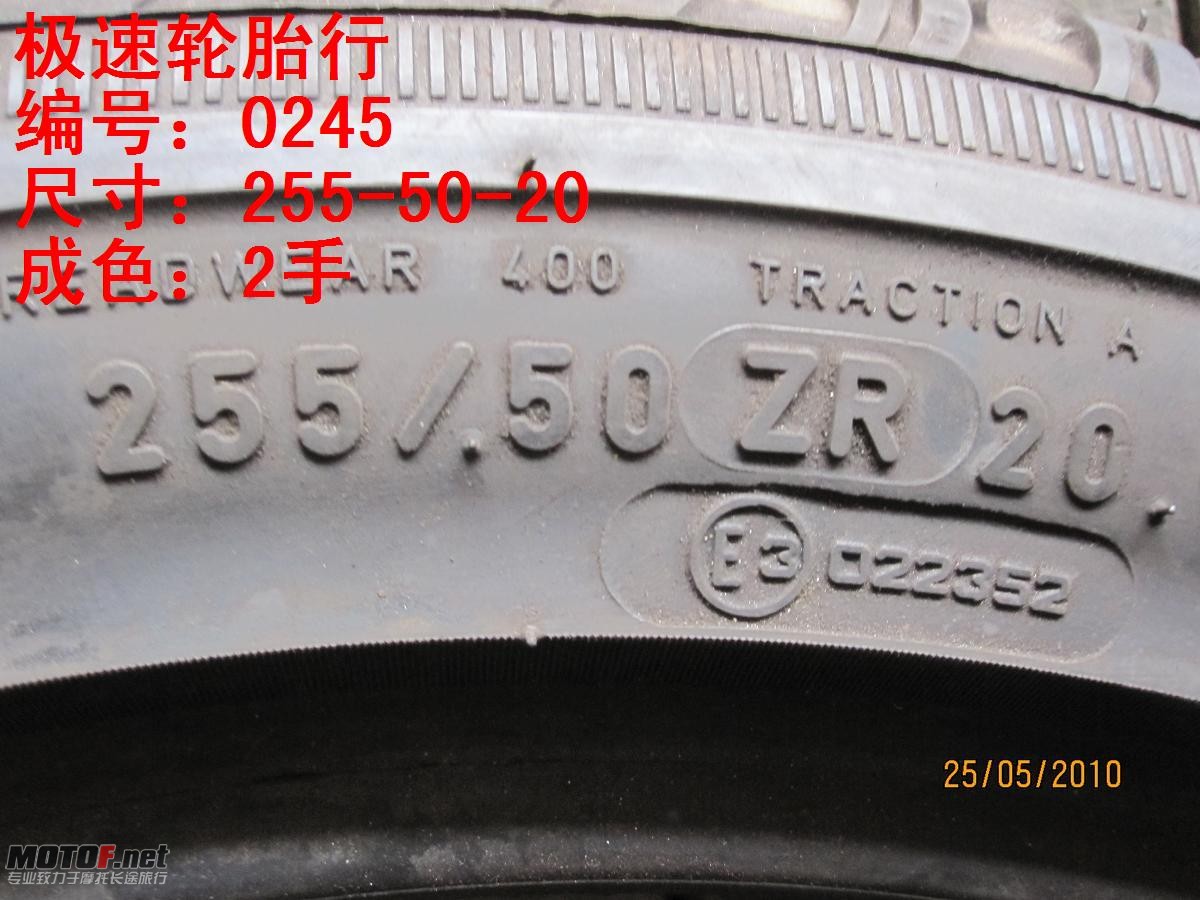 极速轮胎行
编号：0245
尺寸：255-50-20
成色：2手
READWEAR 400 TRACTION A
255/50 ZR 20
E3 022352
25/05/2010
MOTOF.net
专业致力于摩托长途旅行